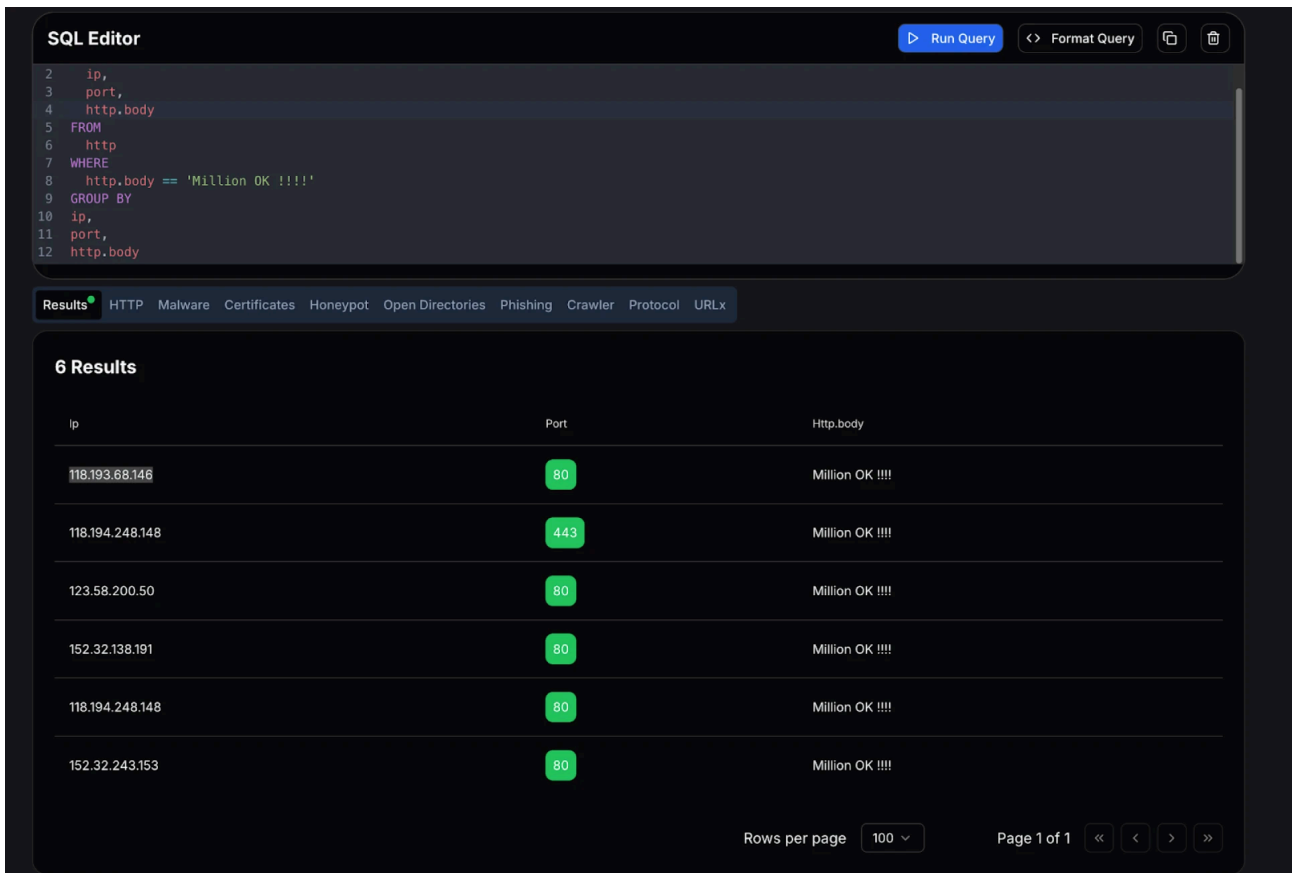 SQL Editor
Run Query
Format Query
2 ip,
3 port,
4 http.body
5 FROM
6 http
7 WHERE
8 http.body == 'Million OK !!!!'
9 GROUP BY
10 ip,
11 port,
12 http.body
Results HTTP Malware Certificates Honeypot Open Directories Phishing Crawler Protocol URLx
6 Results
Ip Port Http.body
118.193.68.146 80 Million OK !!!!
118.194.248.148 443 Million OK !!!!
123.58.200.50 80 Million OK !!!!
152.32.138.191 80 Million OK !!!!
118.194.248.148 80 Million OK !!!!
152.32.243.153 80 Million OK !!!!
Rows per page 100 Page 1 of 1